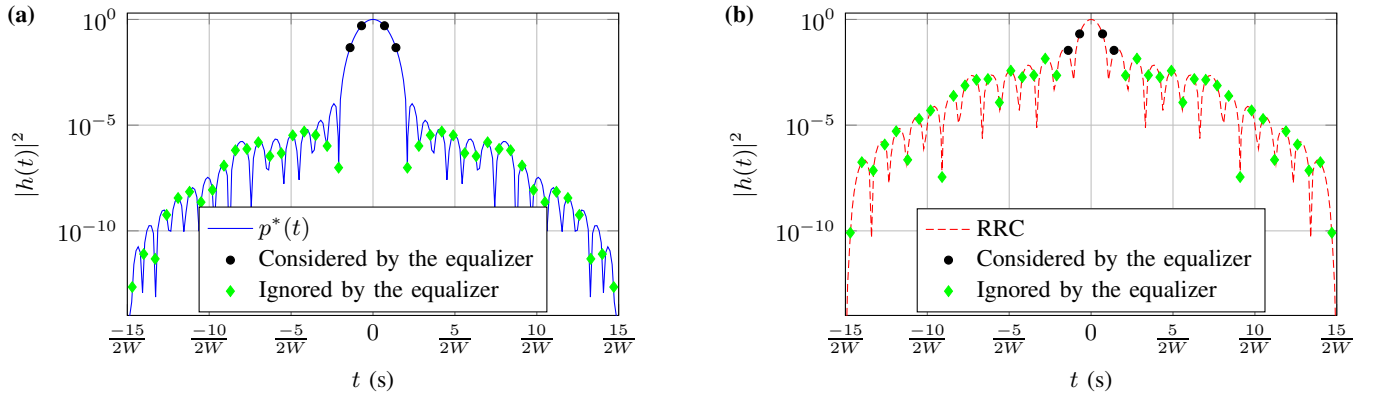 (a)
|h(t)|^2
10^0
10^−5
10^−10
p^*(t)
Considered by the equalizer
Ignored by the equalizer
−15/2W −10/2W −5/2W 0 5/2W 10/2W 15/2W
t (s)
(b)
|h(t)|^2
10^0
10^−5
10^−10
RRC
Considered by the equalizer
Ignored by the equalizer
−15/2W −10/2W −5/2W 0 5/2W 10/2W 15/2W
t (s)